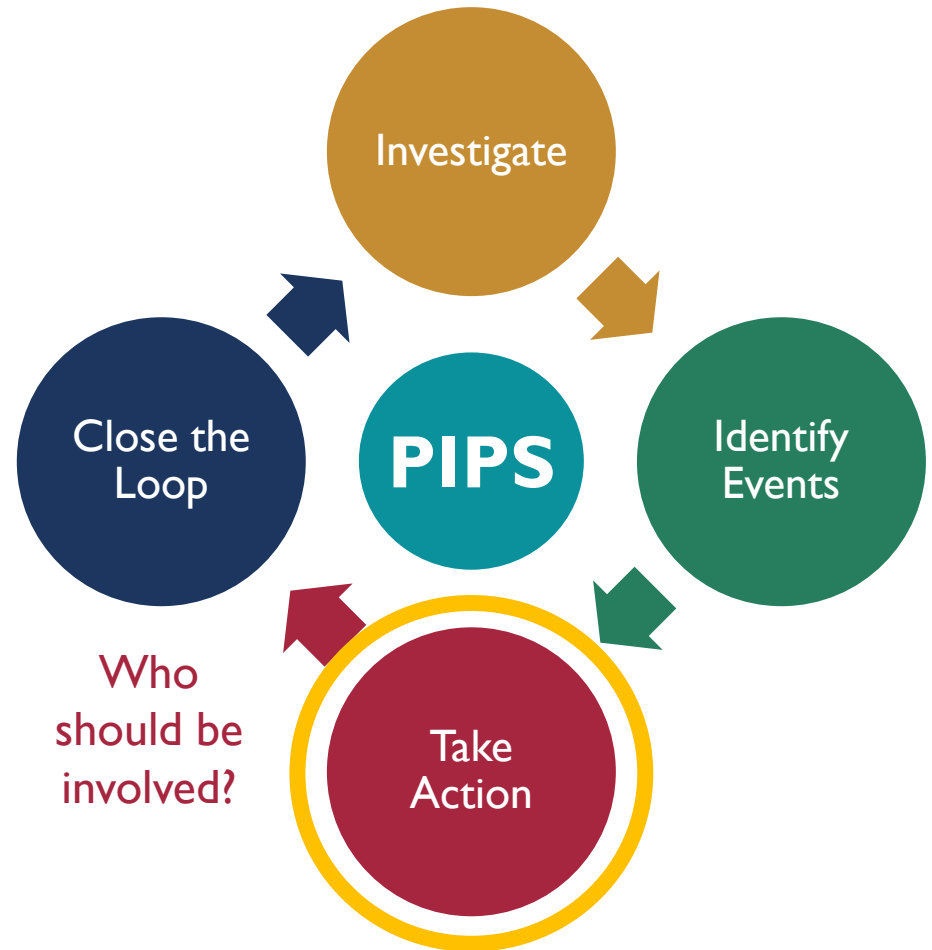 Investigate
Close the
Loop
PIPS
Identify
Events
Who
should be
involved?
Take
Action